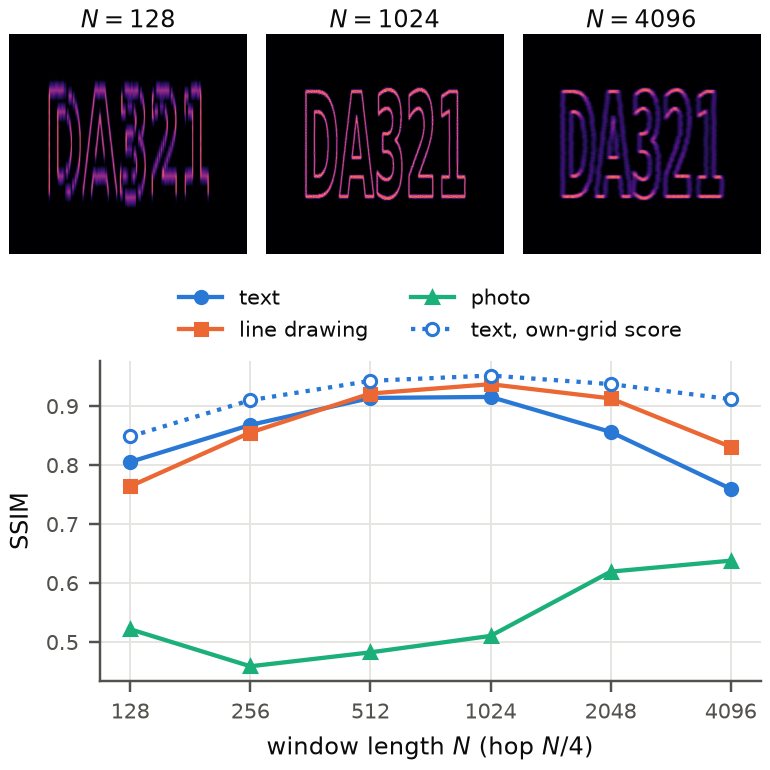 N = 128 N = 1024 N = 4096
DA321 DA321 DA321
text photo
line drawing text, own-grid score
SSIM
0.9
0.8
0.7
0.6
0.5
128 256 512 1024 2048 4096
window length N (hop N/4)